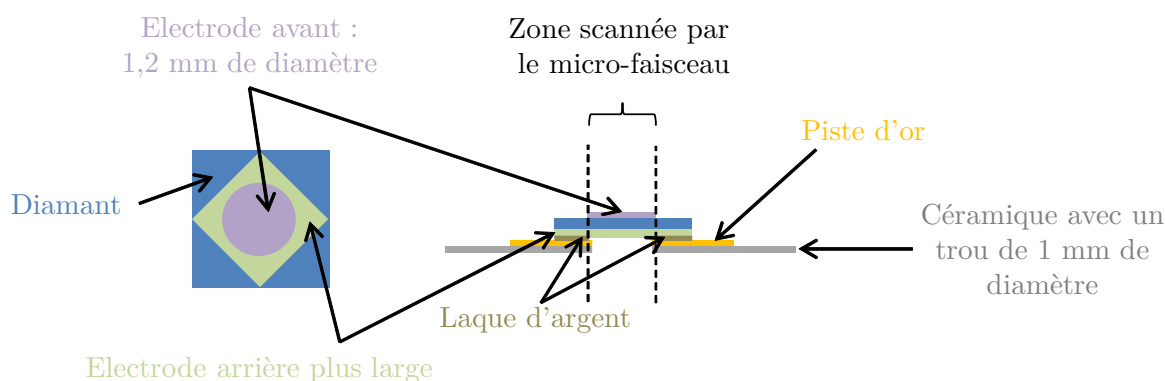 Electrode avant :
1,2 mm de diamètre
Zone scannée par
le micro-faisceau
Piste d'or
Diamant
Céramique avec un
trou de 1 mm de
diamètre
Laque d'argent
Electrode arrière plus large